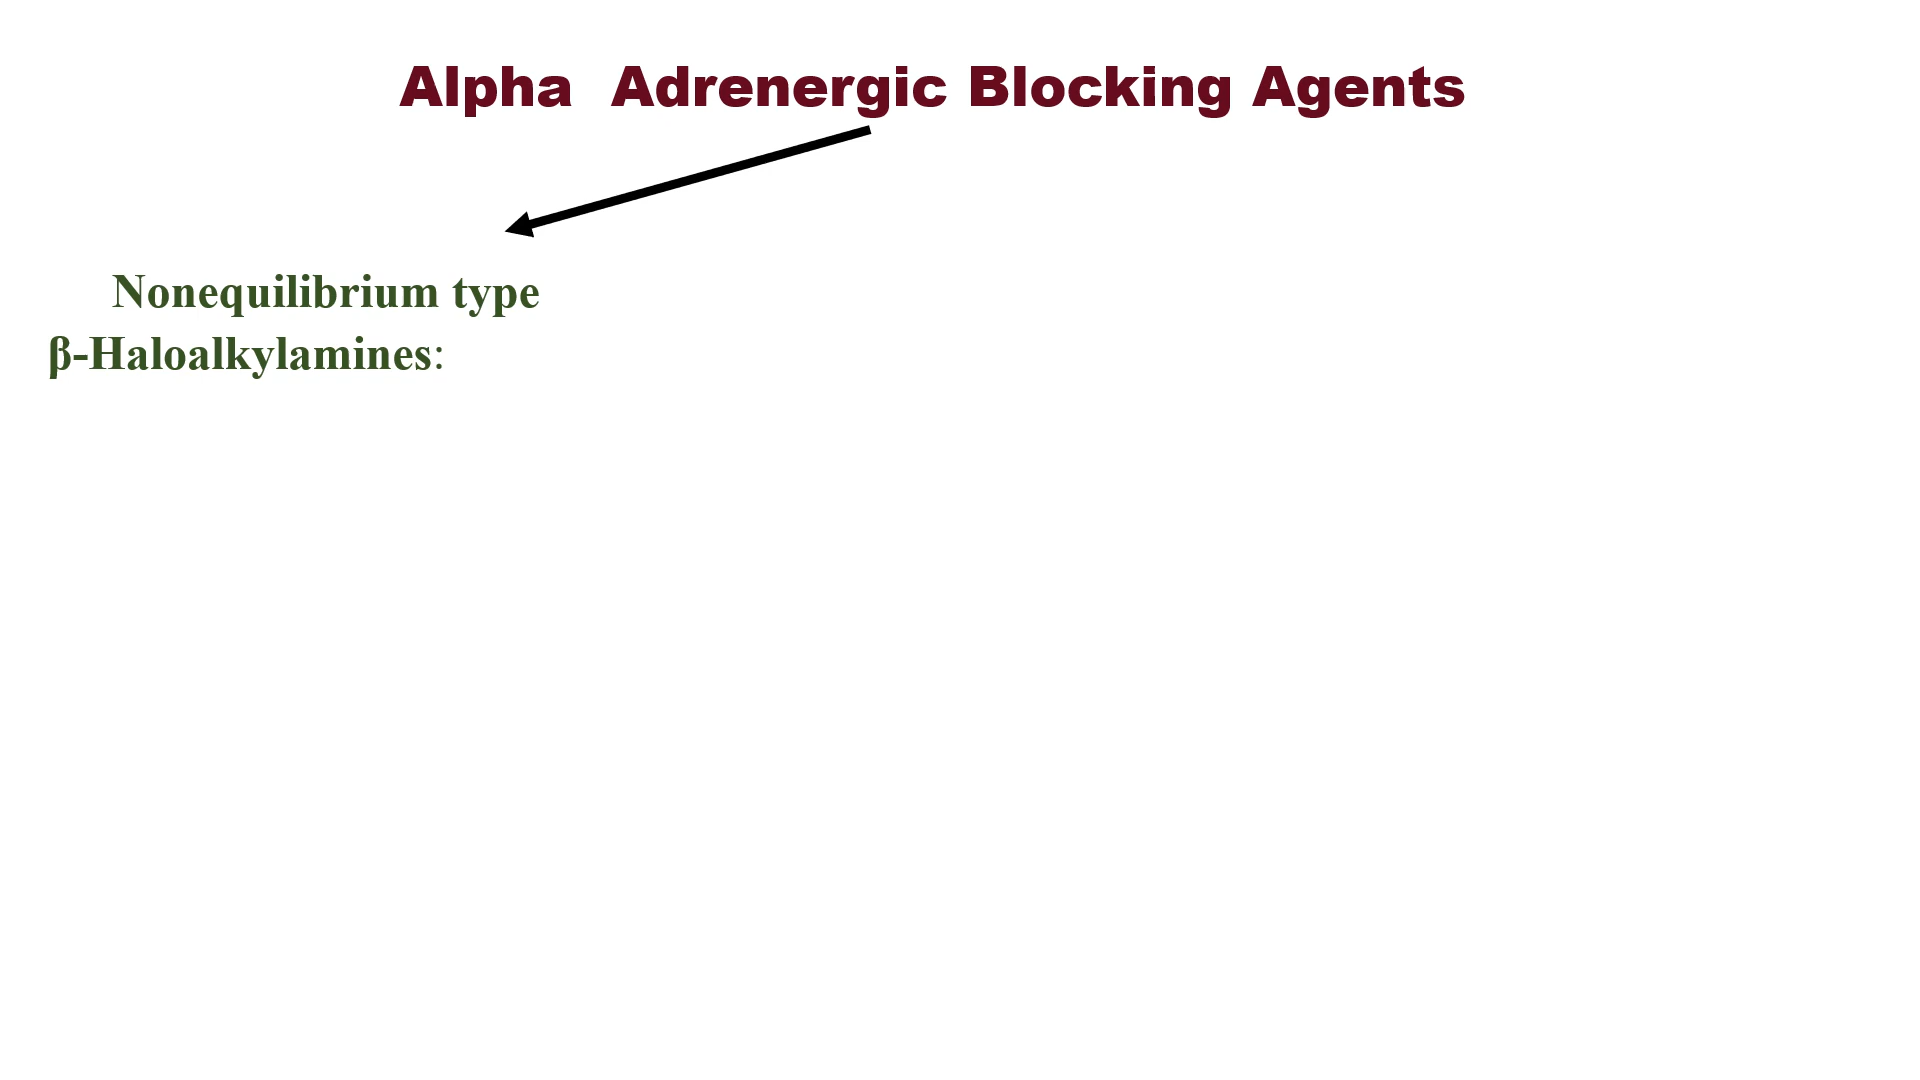 Alpha  Adrenergic Blocking Agents
Nonequilibrium type
β-Haloalkylamines: